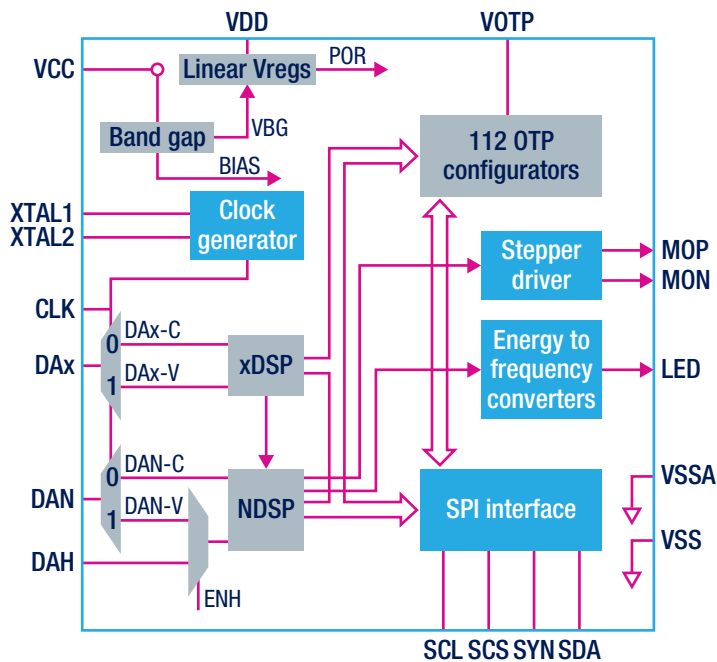 VDD
VOTP
VCC
Linear Vregs
POR
Band gap
VBG
BIAS
112 OTP
configurators
XTAL1
XTAL2
Clock
generator
Stepper
driver
MOP
MON
CLK
DAx
0
1
DAx-C
DAx-V
xDSP
Energy to
frequency
converters
LED
DAN
0
1
DAN-C
DAN-V
NDSP
SPI interface
VSSA
VSS
DAH
ENH
SCL SCS SYN SDA